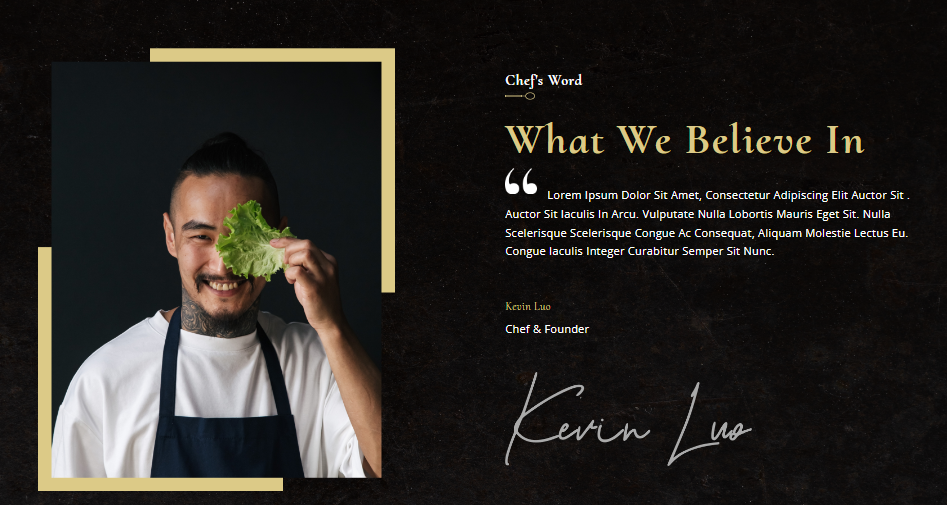 Chef's Word
What We Believe In
“ Lorem Ipsum Dolor Sit Amet, Consectetur Adipiscing Elit Auctor Sit .
Auctor Sit Iaculis In Arcu. Vulputate Nulla Lobortis Mauris Eget Sit. Nulla
Scelerisque Scelerisque Congue Ac Consequat, Aliquam Molestie Lectus Eu.
Congue Iaculis Integer Curabitur Semper Sit Nunc.
Kevin Luo
Chef & Founder
Kevin Luo